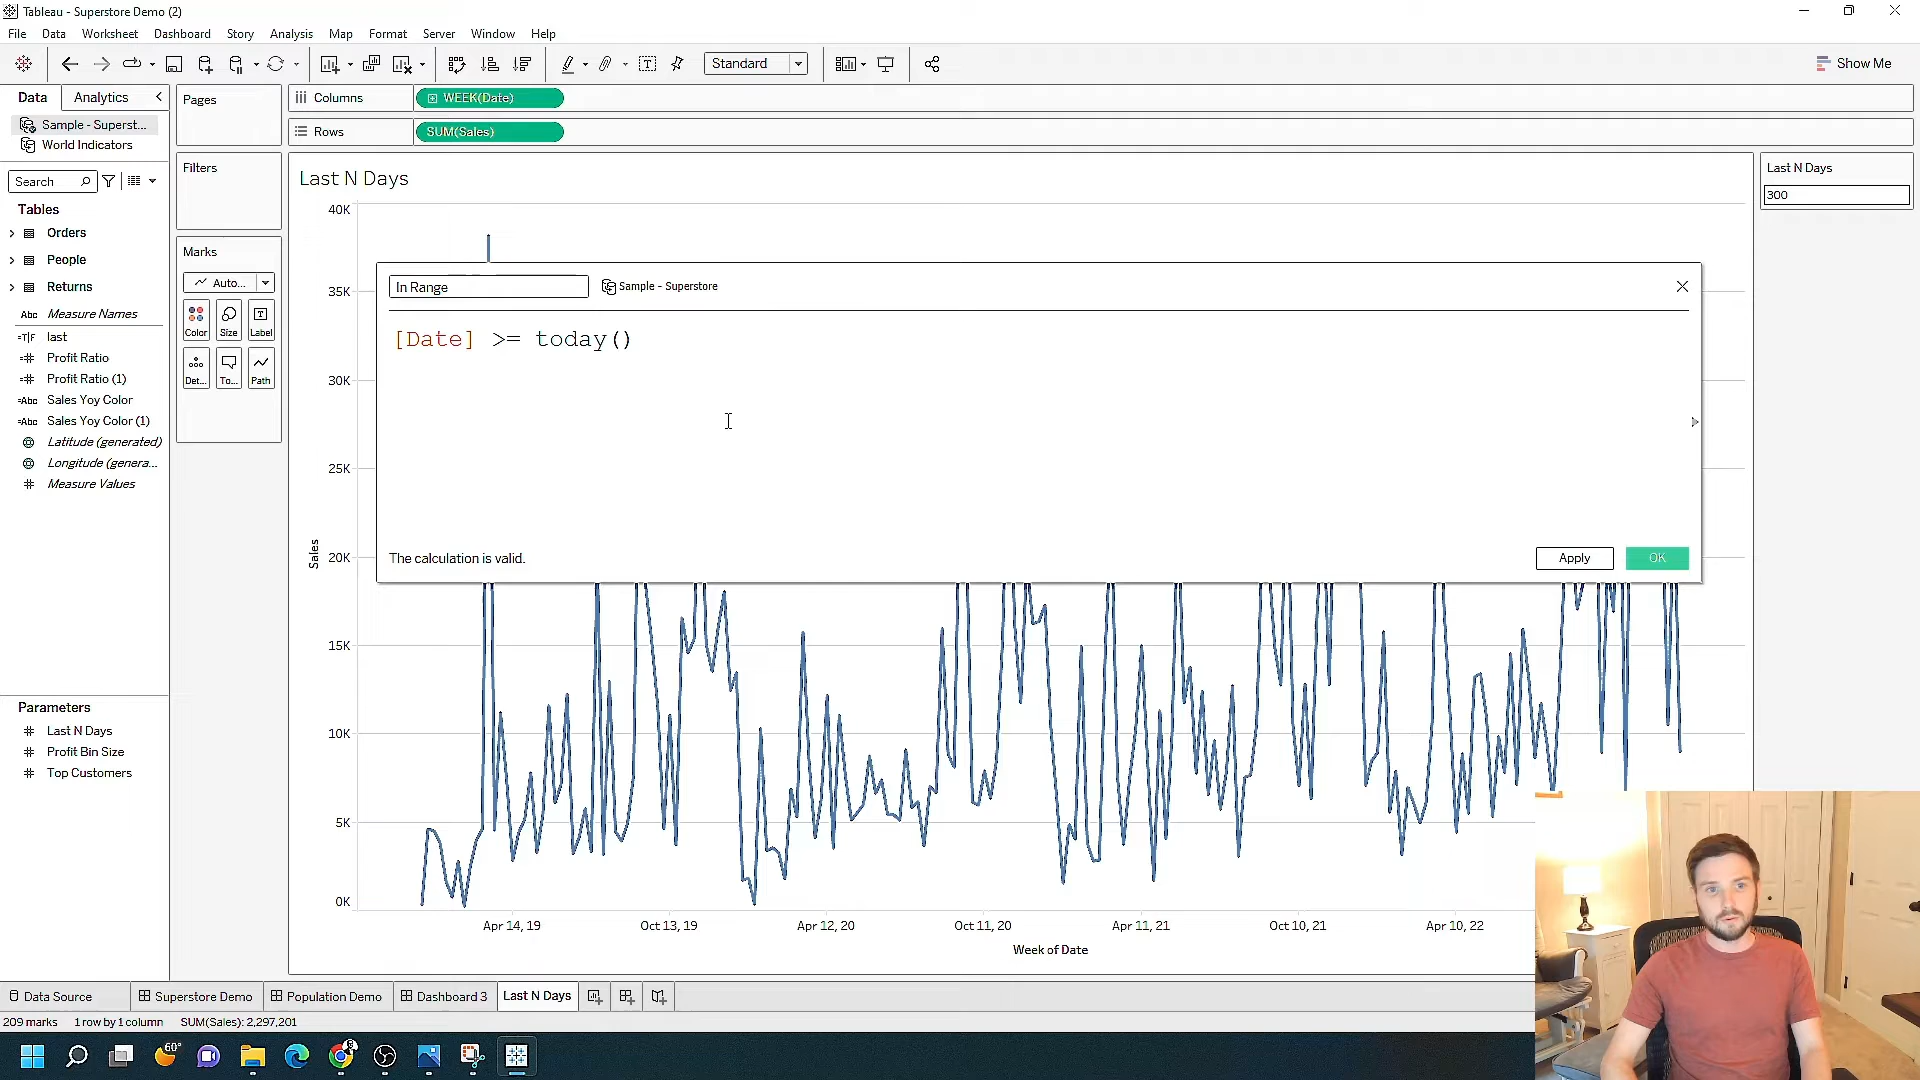 Tableau - Superstore Demo (2)
File Data Worksheet Dashboard Story Analysis Map Format Server Window Help
Standard
Show Me
Data Analytics
Pages
Columns
WEEK(Date)
Sample - Superst...
Rows
SUM(Sales)
World Indicators
Filters
Last N Days
Last N Days
300
Search
Tables
Orders
People
Returns
Measure Names
last
Profit Ratio
Profit Ratio (1)
Sales Yoy Color
Sales Yoy Color (1)
Latitude (generated)
Longitude (genera...
Measure Values
Marks
Auto...
Color
Size
Label
Det...
To...
Path
In Range
Sample - Superstore
[Date] >= today()
The calculation is valid.
Apply
OK
40K
35K
30K
25K
20K
15K
10K
5K
0K
Sales
Apr 14, 19
Oct 13, 19
Apr 12, 20
Oct 11, 20
Apr 11, 21
Oct 10, 21
Apr 10, 22
Week of Date
Parameters
Last N Days
Profit Bin Size
Top Customers
Data Source
Superstore Demo
Population Demo
Dashboard 3
Last N Days
209 marks
1 row by 1 column
SUM(Sales): 2,297,201
60°